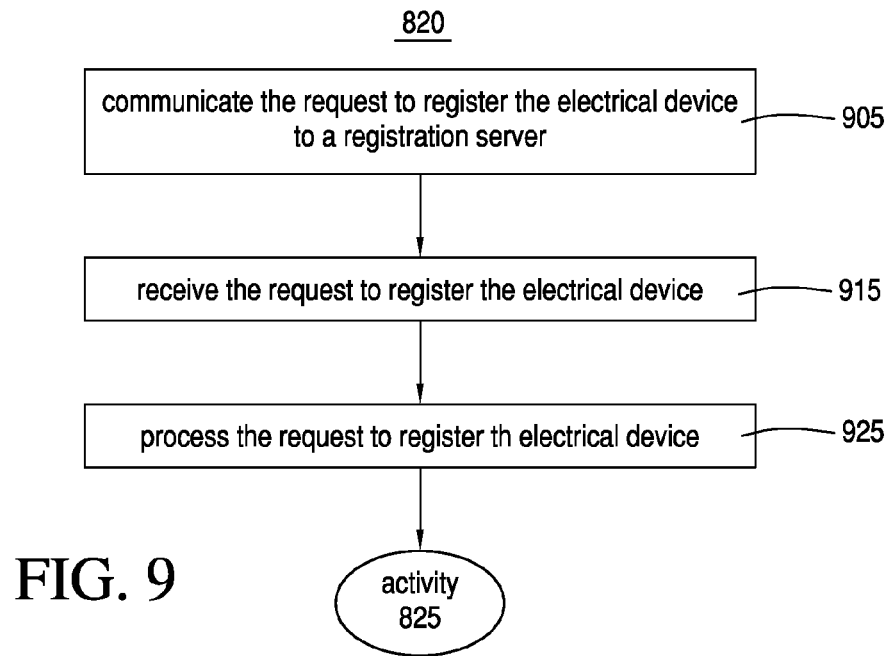 820
communicate the request to register the electrical device
to a registration server
905
receive the request to register the electrical device
915
process the request to register th electrical device
925
activity
825
FIG. 9